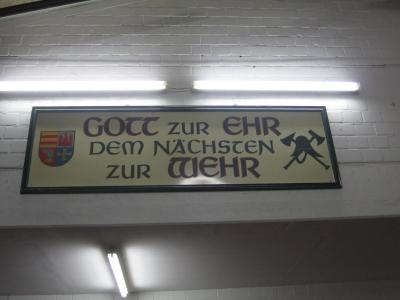 GOTT ZUR EHR
DEM NÄCHSTEN
ZUR WEHR